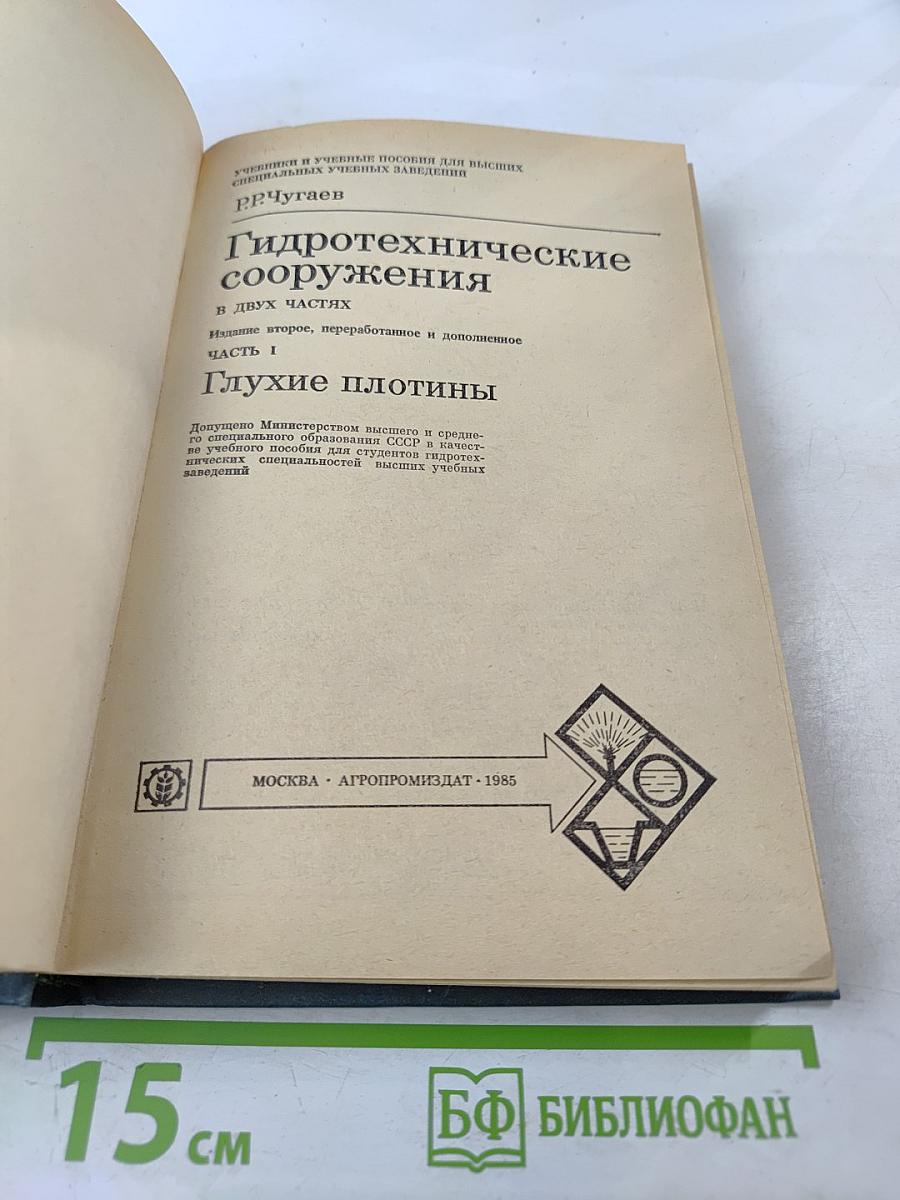 УЧЕБНИКИ И УЧЕБНЫЕ ПОСОБИЯ ДЛЯ ВЫСШИХ
СПЕЦИАЛЬНЫХ УЧЕБНЫХ ЗАВЕДЕНИЙ
Р.Р.Чугаев
Гидротехнические
сооружения
В ДВУХ ЧАСТЯХ
Издание второе, переработанное и дополненное
ЧАСТЬ I
Глухие плотины
Допущено Министерством высшего и средне-
го специального образования СССР в качест-
ве учебного пособия для студентов гидротех-
нических специальностей высших учебных
заведений
МОСКВА · АГРОПРОМИЗДАТ · 1985
15 см
БФ БИБЛИОФАН